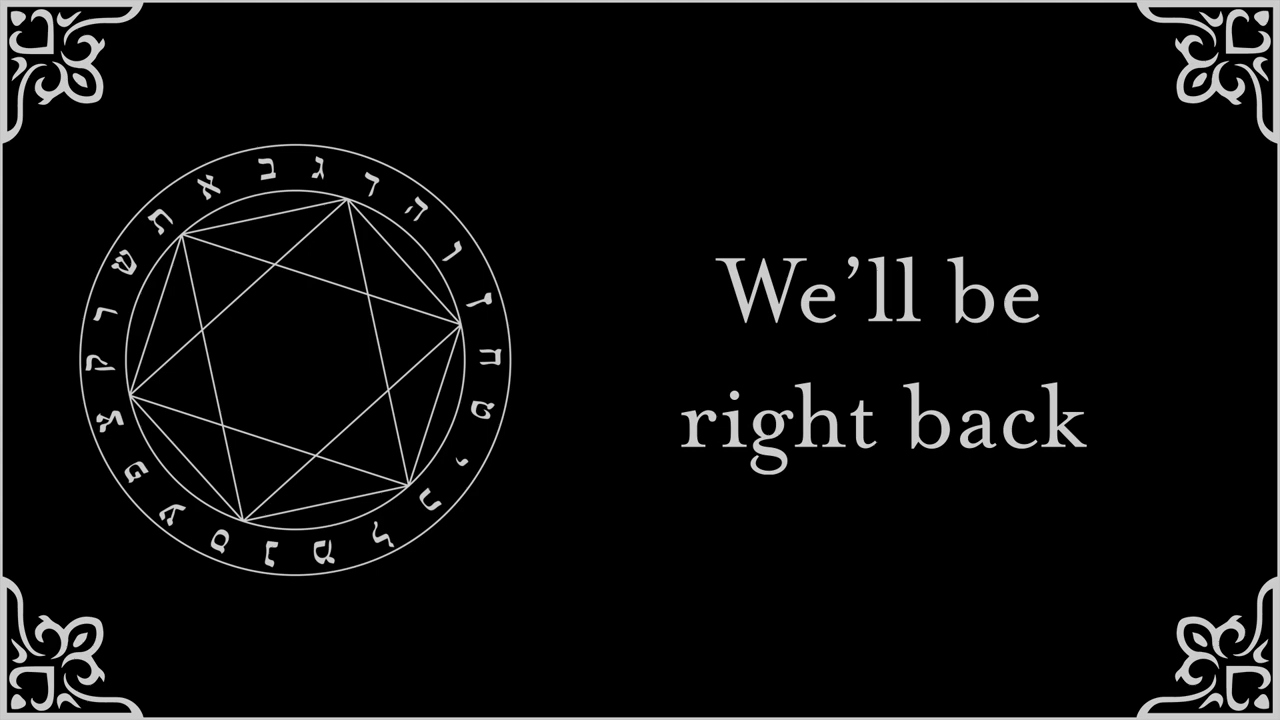 א ב ג ד ה ו ז ח ט י כ ל מ נ ס ע פ צ ק ר ש ת
We’ll be
right back